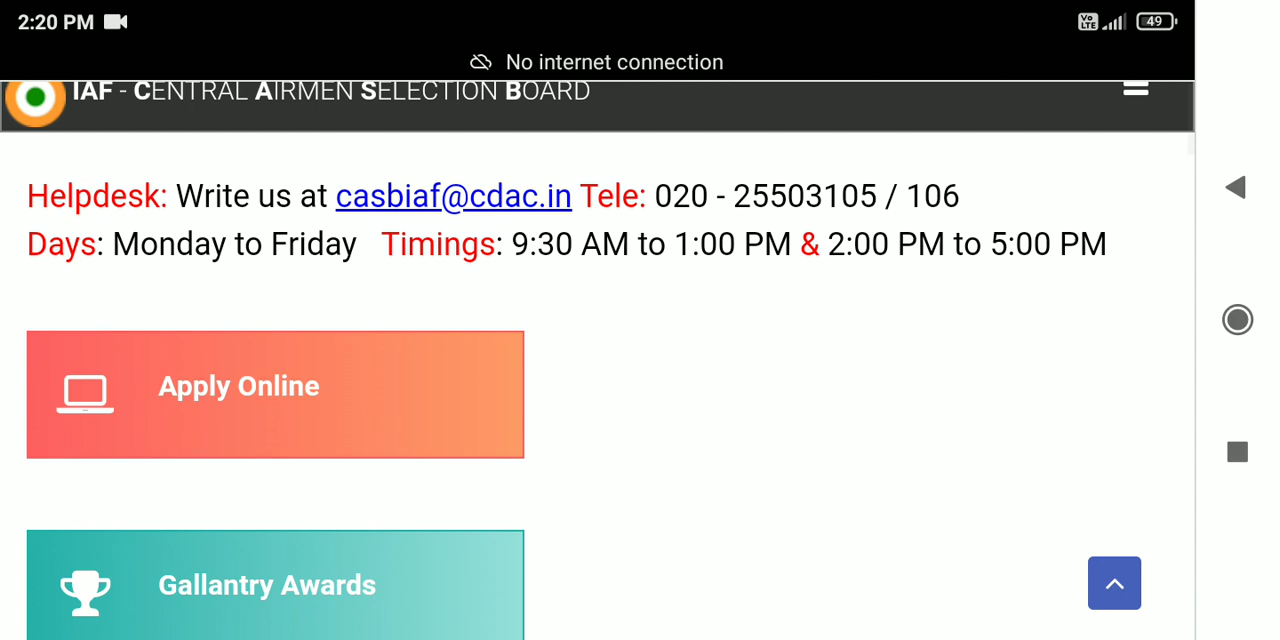 2:20 PM
Vo LTE
49
No internet connection
IAF - CENTRAL AIRMEN SELECTION BOARD
Helpdesk: Write us at casbiaf@cdac.in Tele: 020 - 25503105 / 106
Days: Monday to Friday Timings: 9:30 AM to 1:00 PM & 2:00 PM to 5:00 PM
Apply Online
Gallantry Awards